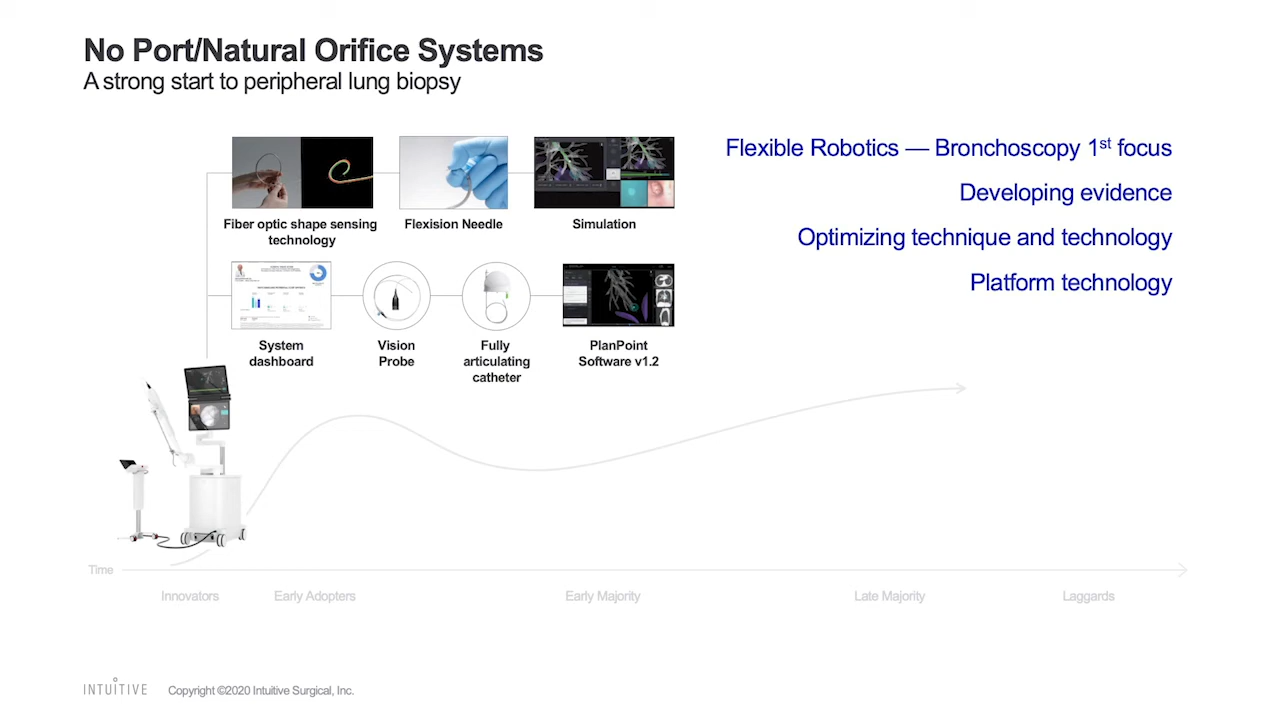 No Port/Natural Orifice Systems
A strong start to peripheral lung biopsy
Flexible Robotics — Bronchoscopy 1st focus
Developing evidence
Optimizing technique and technology
Platform technology
Fiber optic shape sensing
technology
Flexision Needle
Simulation
System
dashboard
Vision
Probe
Fully
articulating
catheter
PlanPoint
Software v1.2
Time
Innovators
Early Adopters
Early Majority
Late Majority
Laggards
INTUITIVE
Copyright ©2020 Intuitive Surgical, Inc.